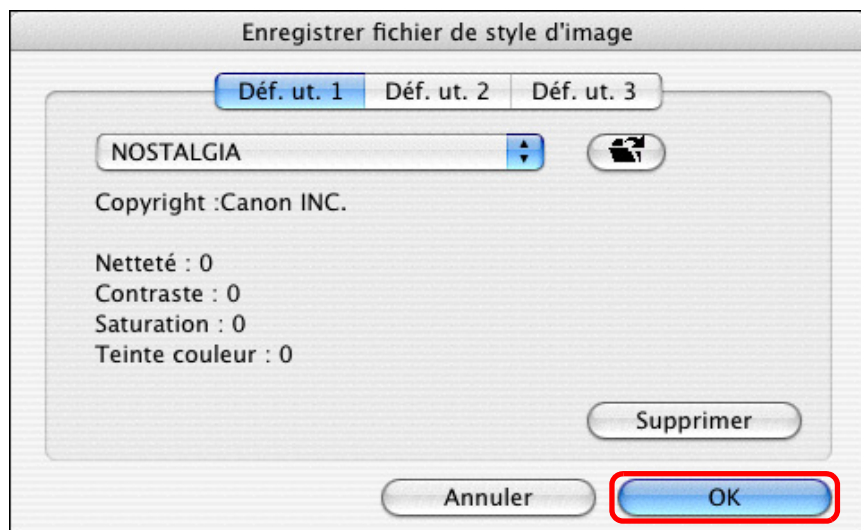 Enregistrer fichier de style d'image
Déf. ut. 1 Déf. ut. 2 Déf. ut. 3
NOSTALGIA
Copyright :Canon INC.
Netteté : 0
Contraste : 0
Saturation : 0
Teinte couleur : 0
Supprimer
Annuler OK